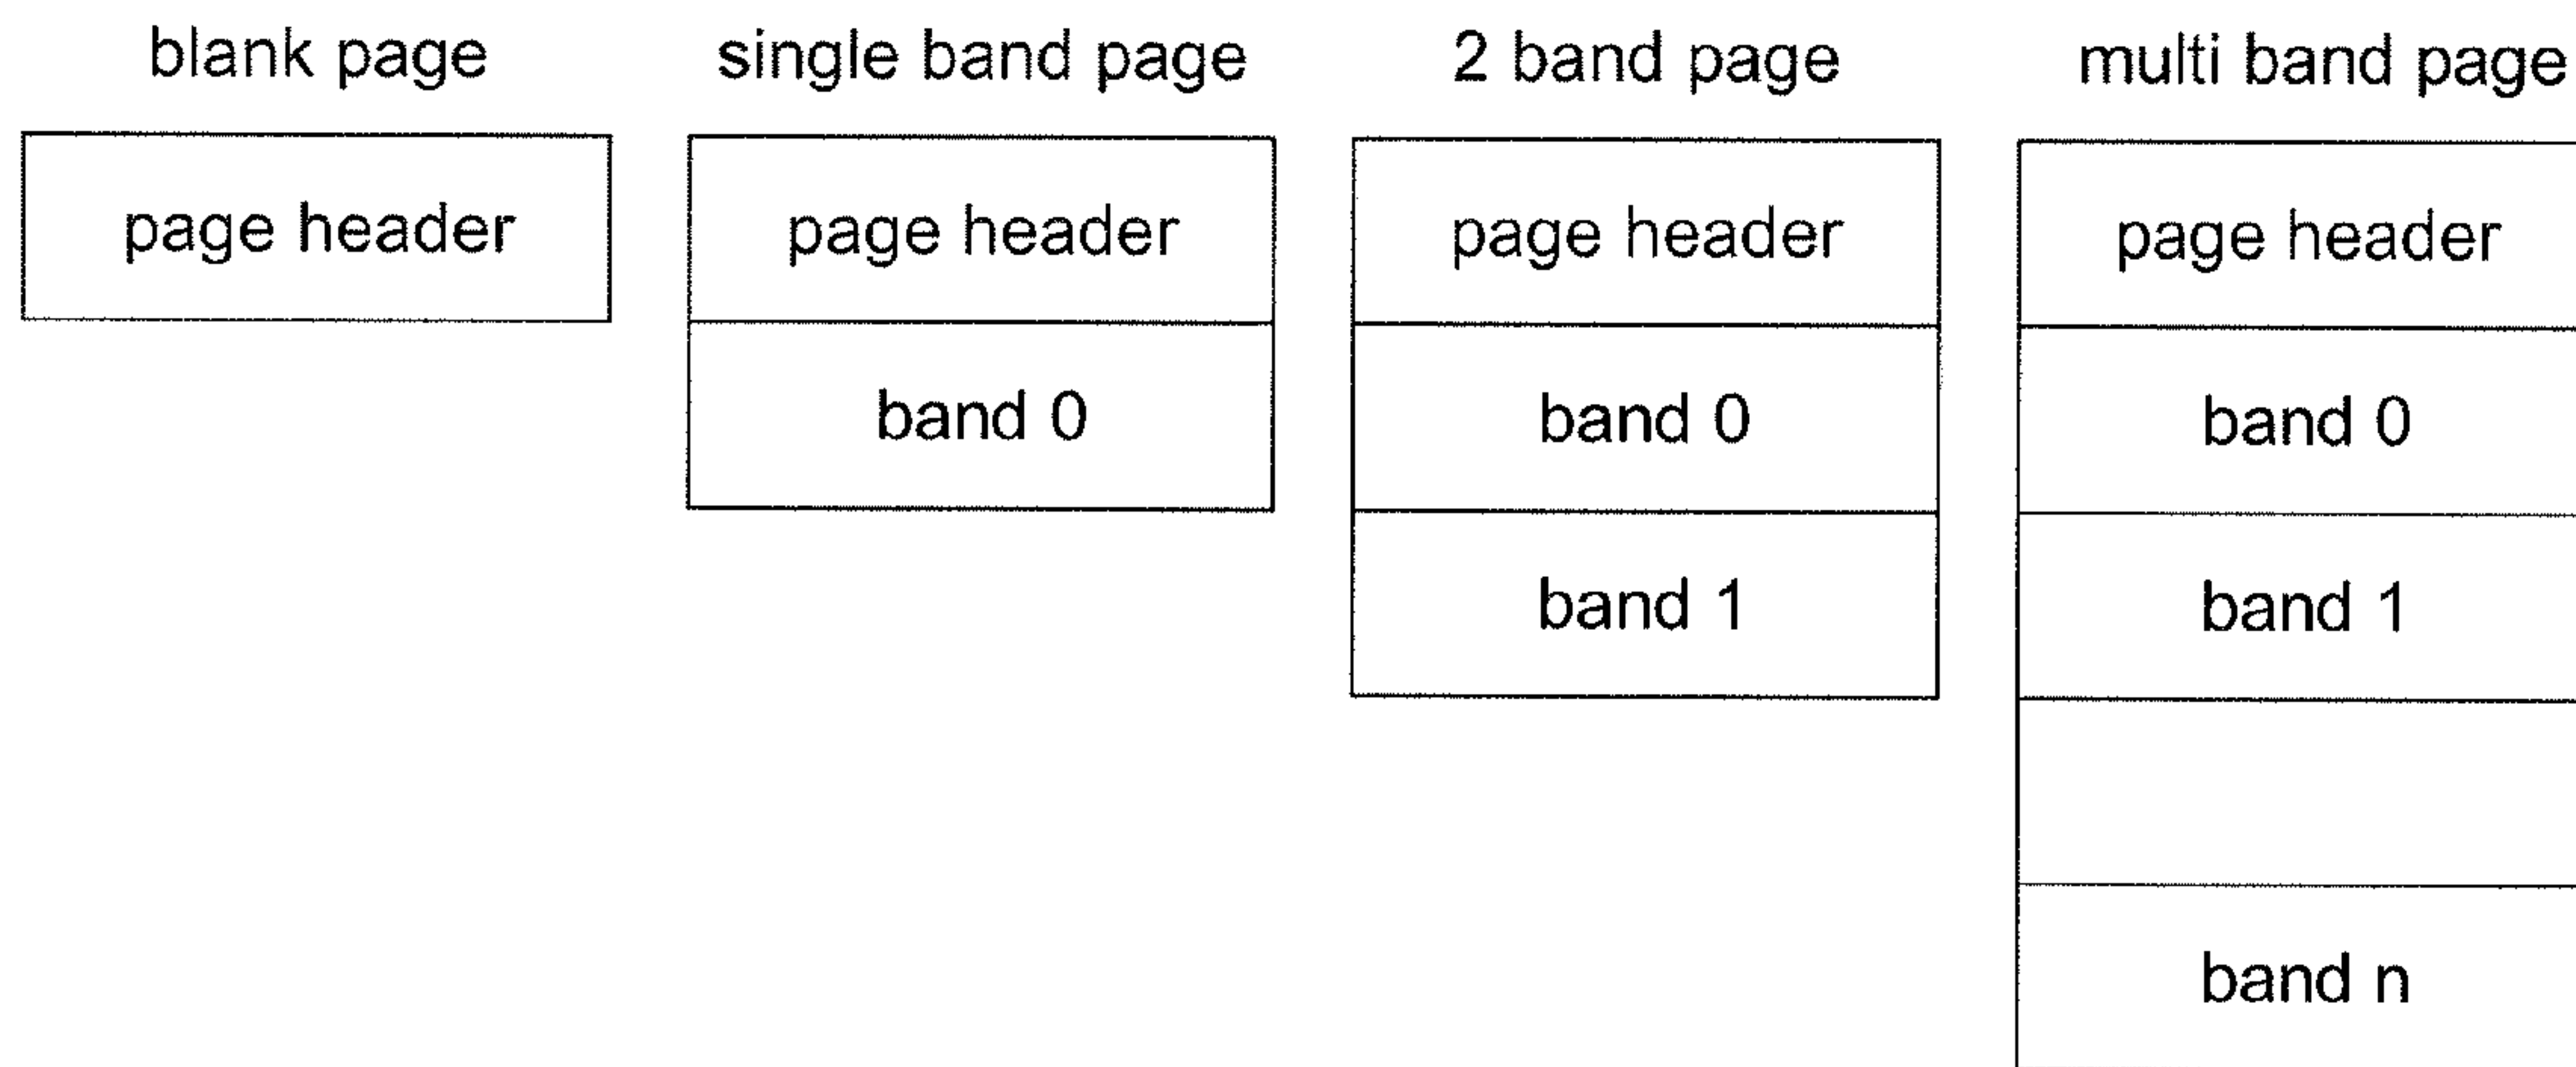 blank page
page header
single band page
page header
band 0
2 band page
page header
band 0
band 1
multi band page
page header
band 0
band 1
band n